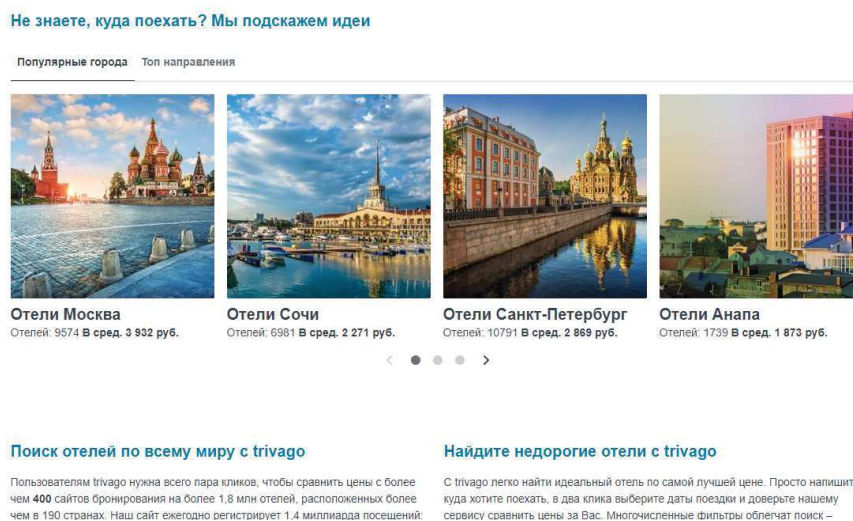 Не знаете, куда поехать? Мы подскажем идеи
Популярные города Топ направления
Отели Москва
Отелей: 9574 В сред. 3 932 руб.
Отели Сочи
Отелей: 6981 В сред. 2 271 руб.
Отели Санкт-Петербург
Отелей: 10791 В сред. 2 869 руб.
Отели Анапа
Отелей: 1739 В сред. 1 873 руб.
Поиск отелей по всему миру с trivago
Пользователям trivago нужна всего пара кликов, чтобы сравнить цены с более
чем 400 сайтов бронирования на более 1,8 млн отелей, расположенных более
чем в 190 странах. Наш сайт ежегодно регистрирует 1,4 миллиарда посещений:
Найдите недорогие отели с trivago
С trivago легко найти идеальный отель по самой лучшей цене. Просто напишит
куда хотите поехать, в два клика выберите даты поездки и доверьте нашему
сервису сравнить цены за Вас. Многочисленные фильтры облегчат поиск –